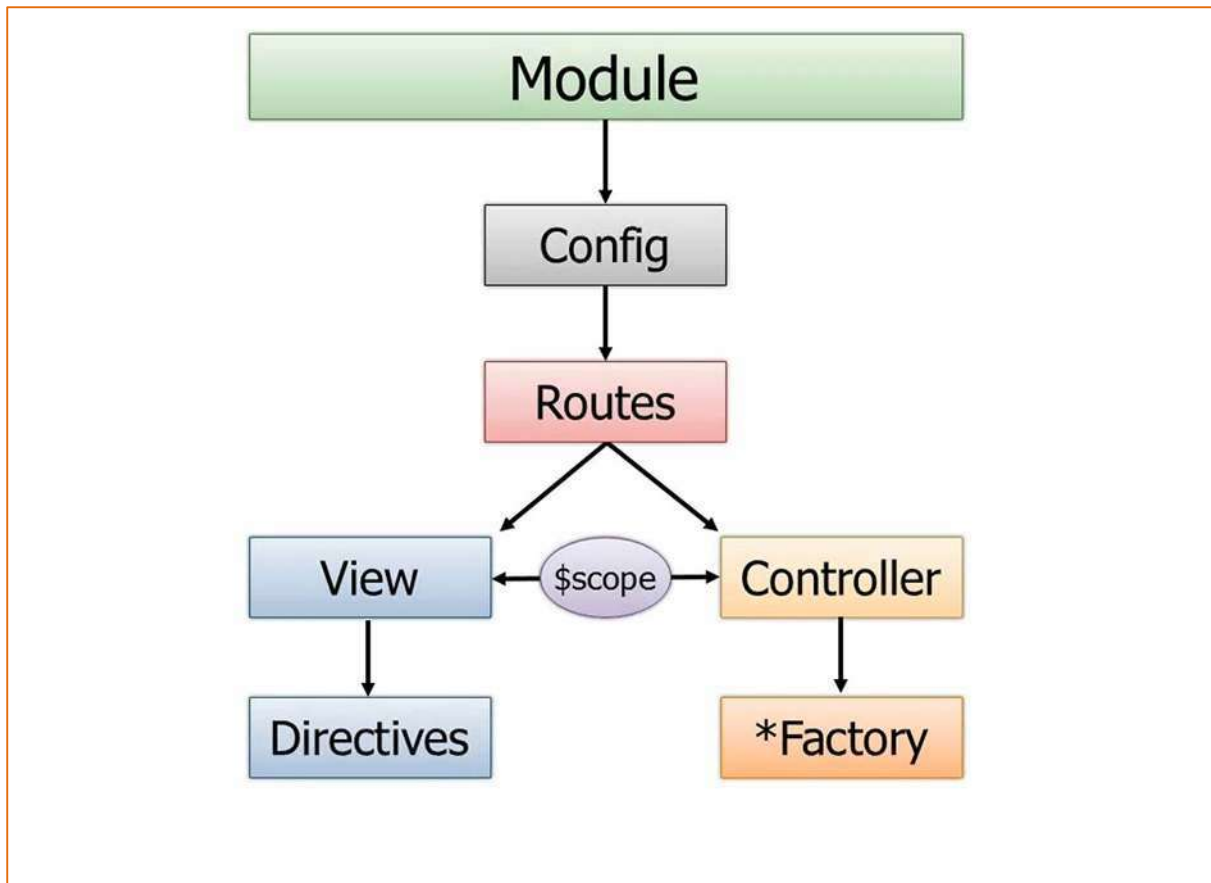 Module
Config
Routes
View
$scope
Controller
Directives
*Factory